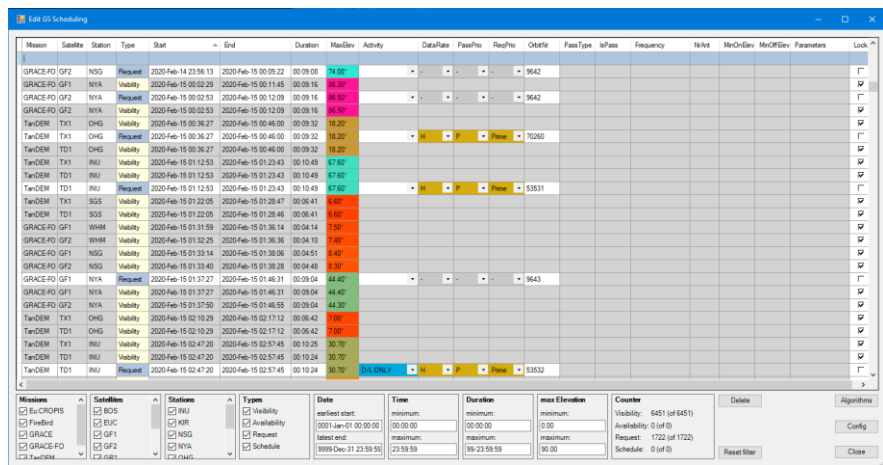 Edit GS Scheduling
Mission Satellite Station Type Start End Duration MaxElev Activity DataRate PassPrio ReqPrio OrbitNr PassType IsPass Frequency NrAnt MinOnElev MinOffElev Parameters Lock
GRACE-FO GF2 NSG Request 2020-Feb-14 23:56:13 2020-Feb-15 00:05:22 00:09:08 74.00° - - - 9642
GRACE-FO GF1 NYA Visibility 2020-Feb-15 00:02:29 2020-Feb-15 00:11:45 00:09:16 86.20°
GRACE-FO GF2 NYA Request 2020-Feb-15 00:02:53 2020-Feb-15 00:12:09 00:09:16 86.50° - - - 9642
GRACE-FO GF2 NYA Visibility 2020-Feb-15 00:02:53 2020-Feb-15 00:12:09 00:09:16 86.50°
TanDEM TX1 OHG Visibility 2020-Feb-15 00:36:27 2020-Feb-15 00:46:00 00:09:32 18.20°
TanDEM TX1 OHG Request 2020-Feb-15 00:36:27 2020-Feb-15 00:46:00 00:09:32 18.20° H P Prime 70260
TanDEM TD1 OHG Visibility 2020-Feb-15 00:36:27 2020-Feb-15 00:46:00 00:09:32 18.20°
TanDEM TX1 INU Visibility 2020-Feb-15 01:12:53 2020-Feb-15 01:23:43 00:10:49 67.60°
TanDEM TD1 INU Visibility 2020-Feb-15 01:12:53 2020-Feb-15 01:23:43 00:10:49 67.60°
TanDEM TD1 INU Request 2020-Feb-15 01:12:53 2020-Feb-15 01:23:43 00:10:49 67.60° H P Prime 53531
TanDEM TX1 SGS Visibility 2020-Feb-15 01:22:05 2020-Feb-15 01:28:47 00:06:41 6.60°
TanDEM TD1 SGS Visibility 2020-Feb-15 01:22:05 2020-Feb-15 01:28:46 00:06:41 6.60°
GRACE-FO GF1 WHM Visibility 2020-Feb-15 01:31:59 2020-Feb-15 01:36:14 00:04:14 7.50°
GRACE-FO GF2 WHM Visibility 2020-Feb-15 01:32:25 2020-Feb-15 01:36:36 00:04:10 7.40°
GRACE-FO GF1 NSG Visibility 2020-Feb-15 01:33:14 2020-Feb-15 01:38:06 00:04:51 8.40°
GRACE-FO GF2 NSG Visibility 2020-Feb-15 01:33:40 2020-Feb-15 01:38:28 00:04:48 8.30°
GRACE-FO GF1 NYA Request 2020-Feb-15 01:37:27 2020-Feb-15 01:46:31 00:09:04 44.40° - - - 9643
GRACE-FO GF1 NYA Visibility 2020-Feb-15 01:37:27 2020-Feb-15 01:46:31 00:09:04 44.40°
GRACE-FO GF2 NYA Visibility 2020-Feb-15 01:37:50 2020-Feb-15 01:46:55 00:09:04 44.30°
TanDEM TX1 OHG Visibility 2020-Feb-15 02:10:29 2020-Feb-15 02:17:12 00:06:42 7.00°
TanDEM TD1 OHG Visibility 2020-Feb-15 02:10:29 2020-Feb-15 02:17:12 00:06:42 7.00°
TanDEM TX1 INU Visibility 2020-Feb-15 02:47:20 2020-Feb-15 02:57:45 00:10:25 30.70°
TanDEM TD1 INU Visibility 2020-Feb-15 02:47:20 2020-Feb-15 02:57:45 00:10:24 30.70°
TanDEM TD1 INU Request 2020-Feb-15 02:47:20 2020-Feb-15 02:57:45 00:10:24 30.70° D/L ONLY H P Prime 53532
Missions Satellites Stations Types Date Time Duration max Elevation Counter Delete Algorithms
Eu:CROPIS BOS INU Visibility earliest start: minimum: minimum: minimum: Visibility: 6451 (of 6451)
FireBird EUC KIR Availability 0001-Jan-01 00:00:00 00:00:00 00:00:00 0.00 Availability: 0 (of 0) Config
GRACE GF1 NSG Request latest end: maximum: maximum: maximum: Request: 1722 (of 1722)
GRACE-FO GF2 NYA Schedule 9999-Dec-31 23:59:59 23:59:59 99/23:59:59 90.00 Schedule: 0 (of 0) Reset filter Close
TanDEM GR1 OHG